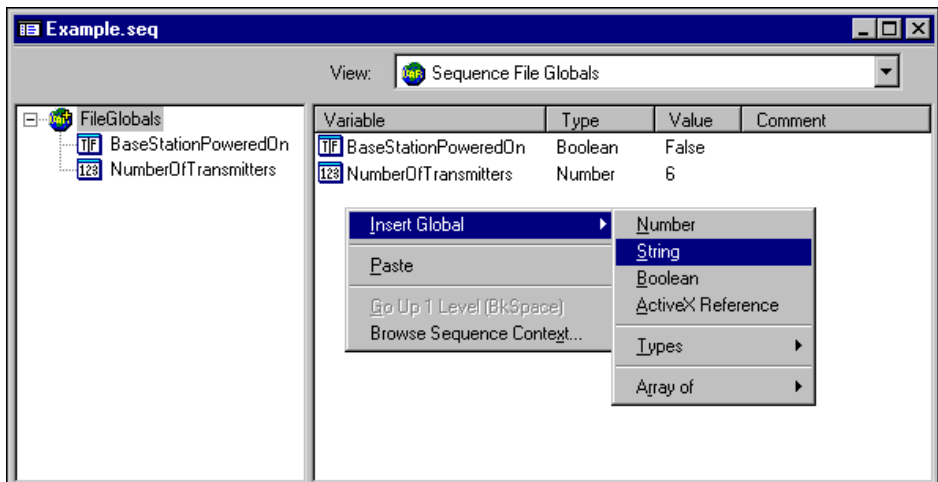 Example.seq
View: Sequence File Globals
FileGlobals
BaseStationPoweredOn
NumberOfTransmitters
Variable Type Value Comment
BaseStationPoweredOn Boolean False
NumberOfTransmitters Number 6
Insert Global
Paste
Go Up 1 Level (BkSpace)
Browse Sequence Context...
Number
String
Boolean
ActiveX Reference
Types
Array of